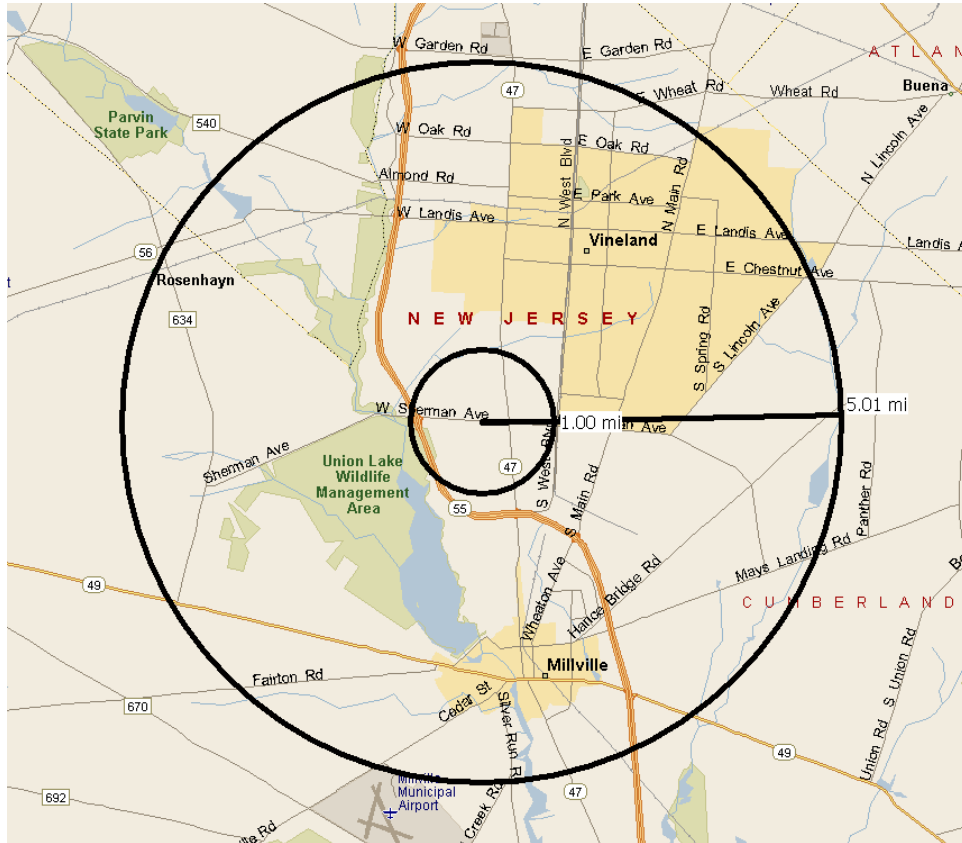 W Garden Rd
E Garden Rd
ATLAN
47
E Wheat Rd
Wheat Rd
Buena
Parvin
State Park
540
W Oak Rd
E Oak Rd
N West Blvd
N Main Rd
N Lincoln Ave
Almond Rd
E Park Ave
W Landis Ave
E Landis Ave
Landis A
Vineland
56
Rosenhayn
E Chestnut Ave
t
634
NEW JERSEY
S Spring Rd
S Lincoln Ave
W Sherman Ave
1.00 mi
5.01 mi
Ave
Sherman Ave
Union Lake
Wildlife
Management
Area
47
S West Blv
S Main Rd
Panther Rd
55
49
Mays Landing Rd
Wheaton Ave
Hance Bridge Rd
CUMBERLAND
S Union Rd
Millville
Fairton Rd
Cedar St
670
Silver Run R
49
Union Rd
Millville
Municipal
Airport
47
692
Creek Rd
ville Rd